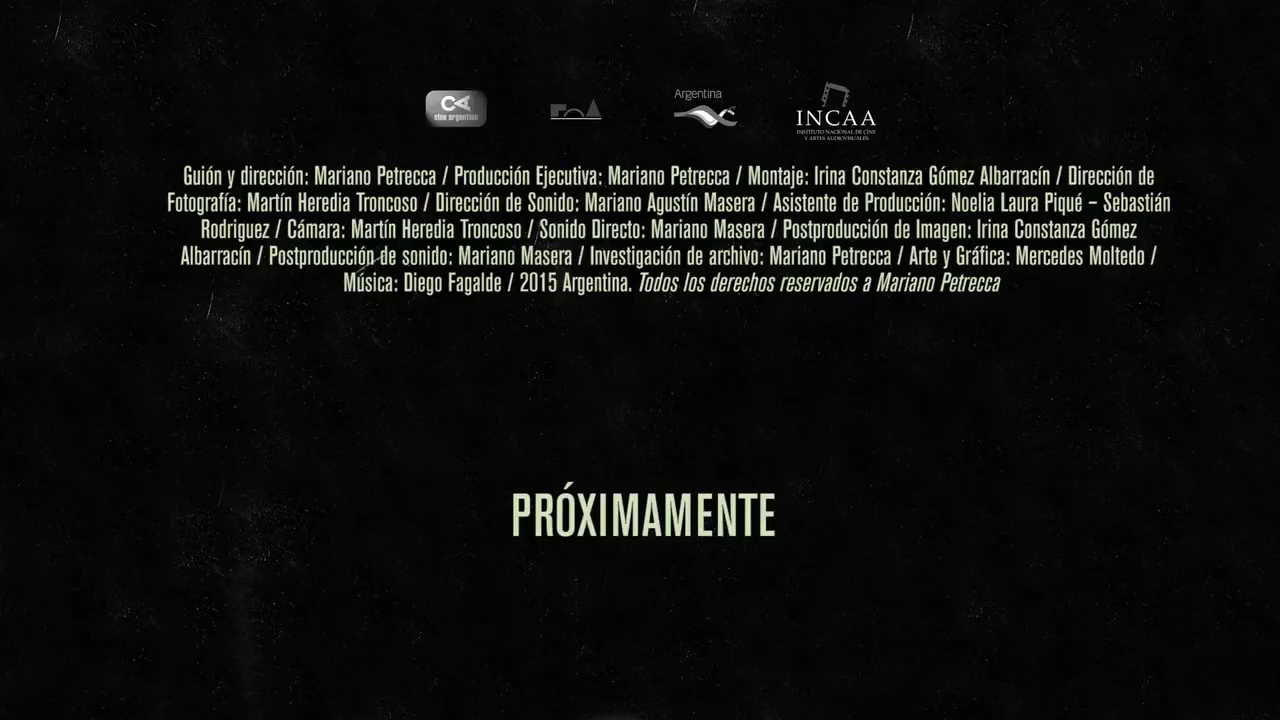 CA
cine argentino
Argentina
INCAA
INSTITUTO NACIONAL DE CINE
Y ARTES AUDIOVISUALES
Guión y dirección: Mariano Petrecca / Producción Ejecutiva: Mariano Petrecca / Montaje: Irina Constanza Gómez Albarracín / Dirección de
Fotografía: Martín Heredia Troncoso / Dirección de Sonido: Mariano Agustín Masera / Asistente de Producción: Noelia Laura Piqué – Sebastián
Rodriguez / Cámara: Martín Heredia Troncoso / Sonido Directo: Mariano Masera / Postproducción de Imagen: Irina Constanza Gómez
Albarracín / Postproducción de sonido: Mariano Masera / Investigación de archivo: Mariano Petrecca / Arte y Gráfica: Mercedes Moltedo /
Música: Diego Fagalde / 2015 Argentina. Todos los derechos reservados a Mariano Petrecca
PRÓXIMAMENTE